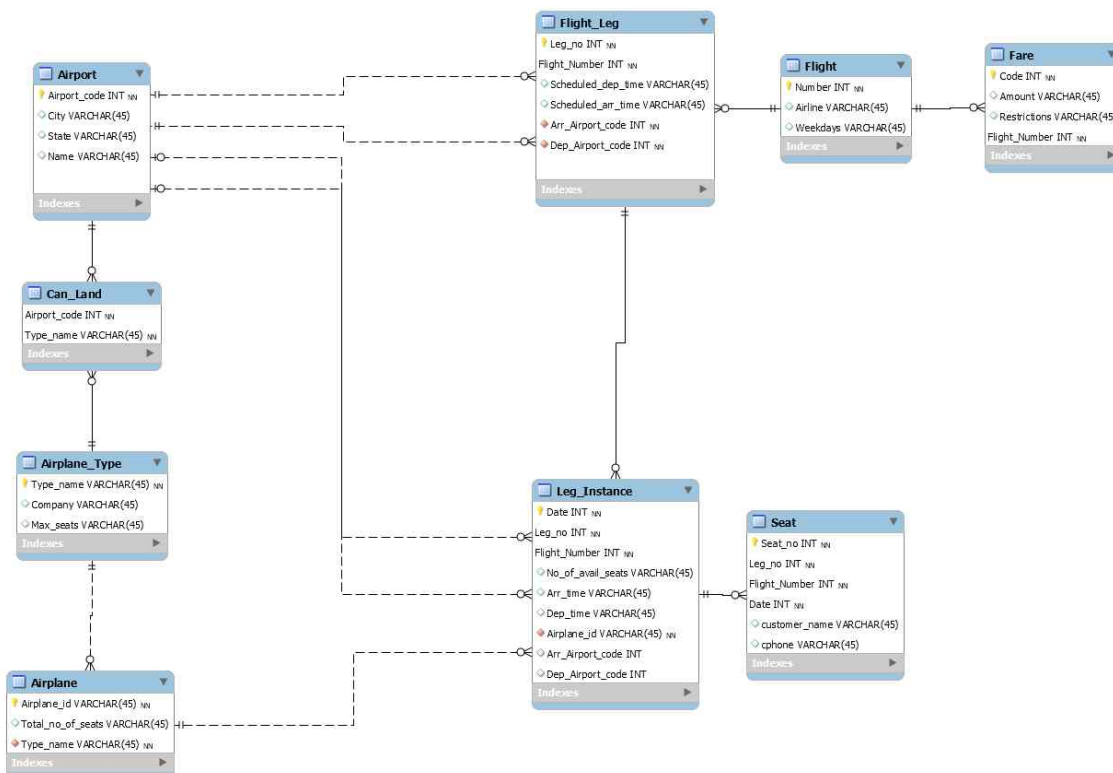 Flight_Leg
Leg_no INT NN
Flight_Number INT NN
Scheduled_dep_time VARCHAR(45)
Scheduled_arr_time VARCHAR(45)
Arr_Airport_code INT NN
Dep_Airport_code INT NN
Indexes
Flight
Number INT NN
Airline VARCHAR(45)
Weekdays VARCHAR(45)
Indexes
Fare
Code INT NN
Amount VARCHAR(45)
Restrictions VARCHAR(45)
Flight_Number INT NN
Indexes
Airport
Airport_code INT NN
City VARCHAR(45)
State VARCHAR(45)
Name VARCHAR(45)
Indexes
Can_Land
Airport_code INT NN
Type_name VARCHAR(45) NN
Indexes
Airplane_Type
Type_name VARCHAR(45) NN
Company VARCHAR(45)
Max_seats VARCHAR(45)
Indexes
Leg_Instance
Date INT NN
Leg_no INT NN
Flight_Number INT NN
No_of_avail_seats VARCHAR(45)
Arr_time VARCHAR(45)
Dep_time VARCHAR(45)
Airplane_id VARCHAR(45) NN
Arr_Airport_code INT
Dep_Airport_code INT
Indexes
Seat
Seat_no INT NN
Leg_no INT NN
Flight_Number INT NN
Date INT NN
customer_name VARCHAR(45)
cphone VARCHAR(45)
Indexes
Airplane
Airplane_id VARCHAR(45) NN
Total_no_of_seats VARCHAR(45)
Type_name VARCHAR(45) NN
Indexes